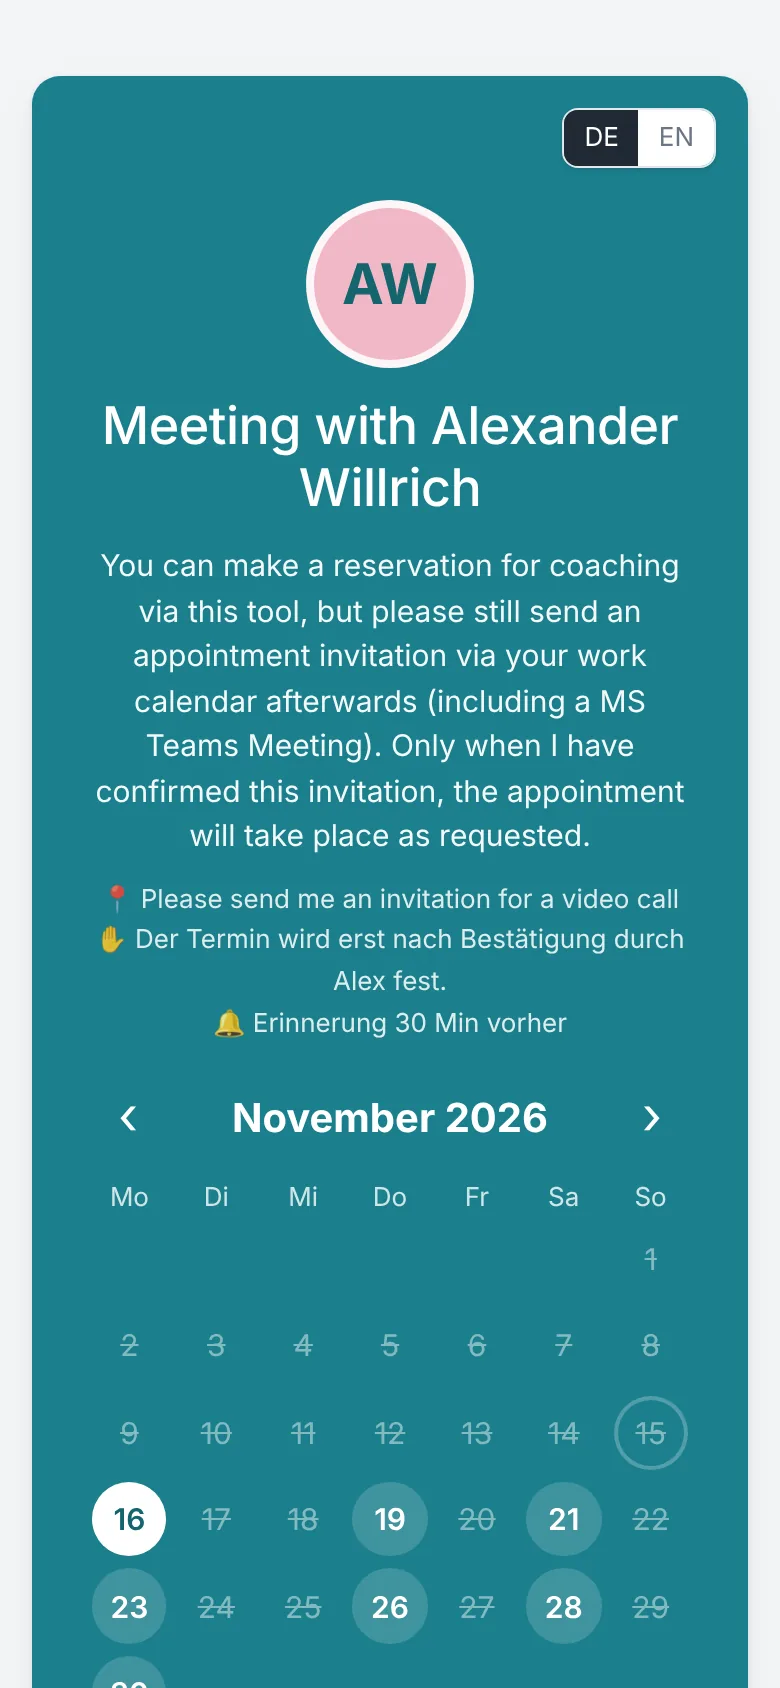 DE EN
AW
Meeting with Alexander
Willrich
You can make a reservation for coaching
via this tool, but please still send an
appointment invitation via your work
calendar afterwards (including a MS
Teams Meeting). Only when I have
confirmed this invitation, the appointment
will take place as requested.
📍 Please send me an invitation for a video call
✋ Der Termin wird erst nach Bestätigung durch
Alex fest.
🔔 Erinnerung 30 Min vorher
‹ November 2026 ›
Mo Di Mi Do Fr Sa So
1
2 3 4 5 6 7 8
9 10 11 12 13 14 15
16 17 18 19 20 21 22
23 24 25 26 27 28 29